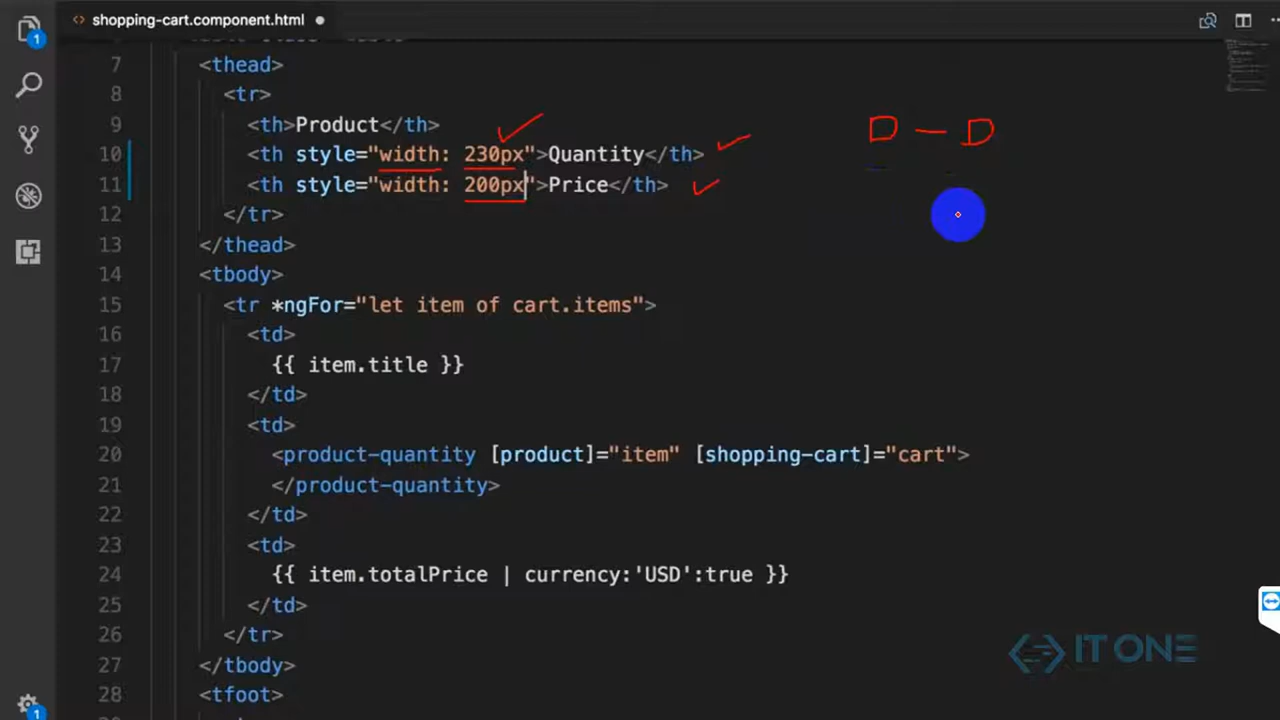 shopping-cart.component.html
7 <thead>
8 <tr>
9 <th>Product</th>
10 <th style="width: 230px">Quantity</th>
11 <th style="width: 200px">Price</th>
12 </tr>
13 </thead>
14 <tbody>
15 <tr *ngFor="let item of cart.items">
16 <td>
17 {{ item.title }}
18 </td>
19 <td>
20 <product-quantity [product]="item" [shopping-cart]="cart">
21 </product-quantity>
22 </td>
23 <td>
24 {{ item.totalPrice | currency:'USD':true }}
25 </td>
26 </tr>
27 </tbody>
28 <tfoot>
D — D
1
1
IT ONE